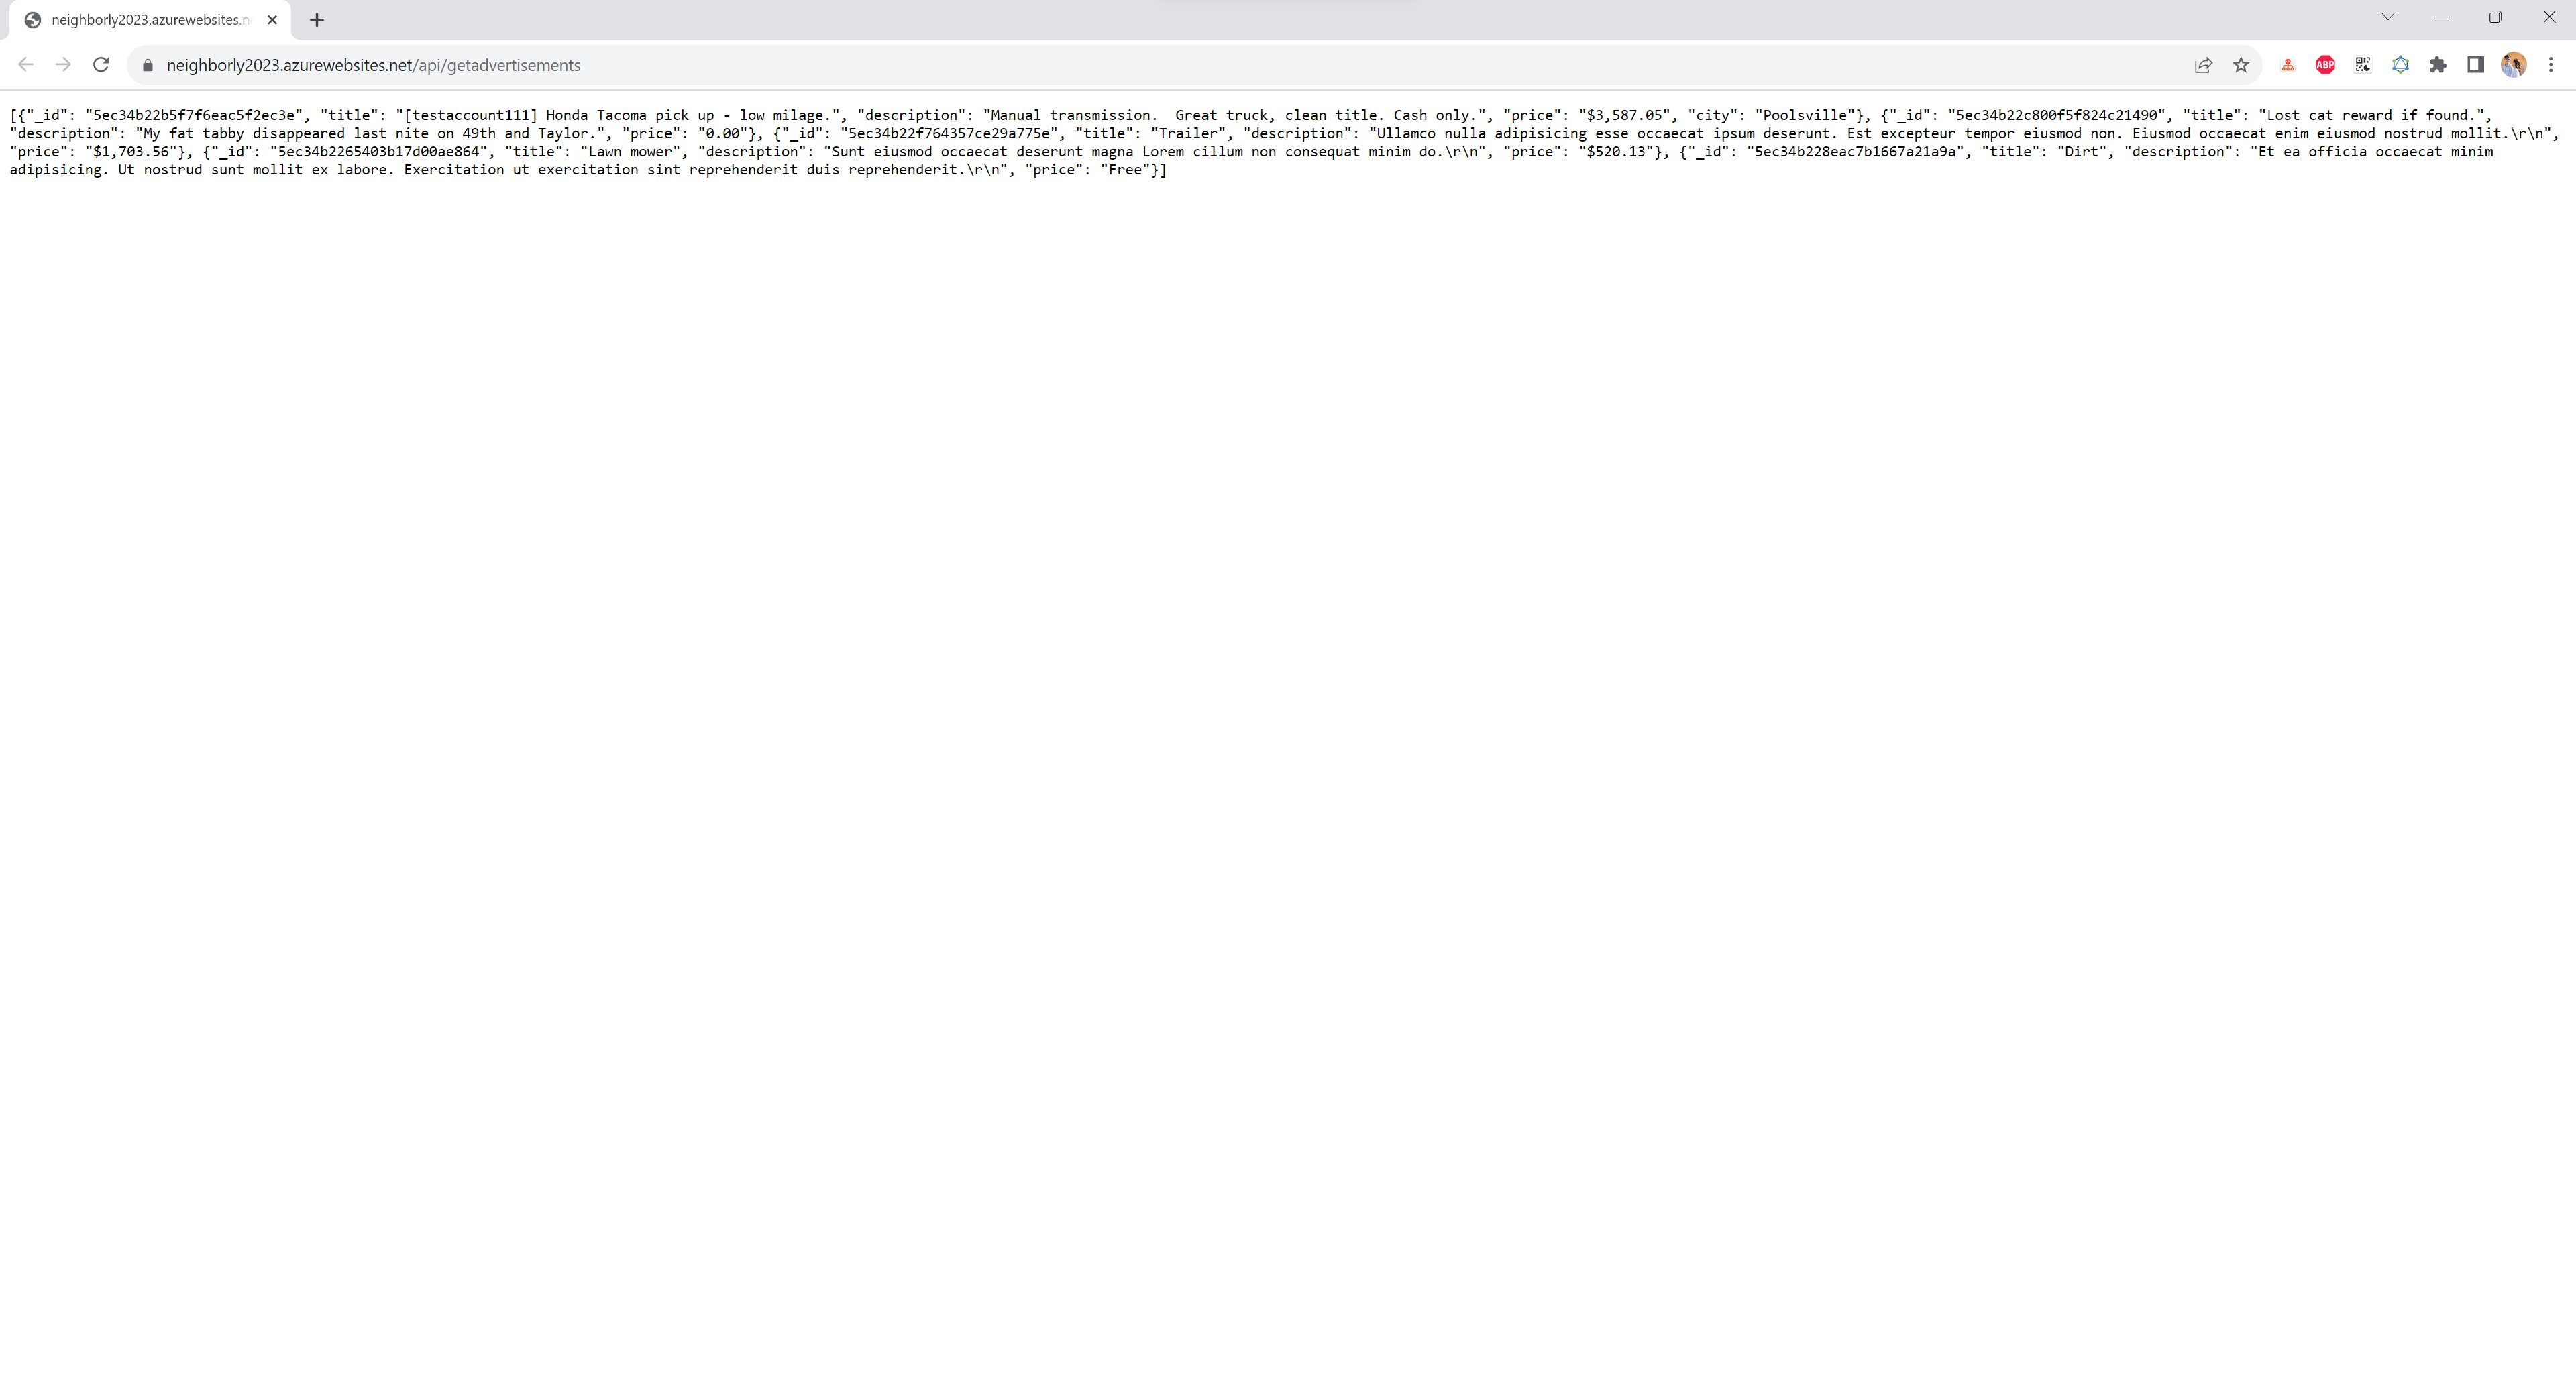 neighborly2023.azurewebsites.n
neighborly2023.azurewebsites.net/api/getadvertisements
ABP
[{"_id": "5ec34b22b5f7f6eac5f2ec3e", "title": "[testaccount111] Honda Tacoma pick up - low milage.", "description": "Manual transmission.  Great truck, clean title. Cash only.", "price": "$3,587.05", "city": "Poolsville"}, {"_id": "5ec34b22c800f5f824c21490", "title": "Lost cat reward if found.",
"description": "My fat tabby disappeared last nite on 49th and Taylor.", "price": "0.00"}, {"_id": "5ec34b22f764357ce29a775e", "title": "Trailer", "description": "Ullamco nulla adipisicing esse occaecat ipsum deserunt. Est excepteur tempor eiusmod non. Eiusmod occaecat enim eiusmod nostrud mollit.\r\n",
"price": "$1,703.56"}, {"_id": "5ec34b2265403b17d00ae864", "title": "Lawn mower", "description": "Sunt eiusmod occaecat deserunt magna Lorem cillum non consequat minim do.\r\n", "price": "$520.13"}, {"_id": "5ec34b228eac7b1667a21a9a", "title": "Dirt", "description": "Et ea officia occaecat minim
adipisicing. Ut nostrud sunt mollit ex labore. Exercitation ut exercitation sint reprehenderit duis reprehenderit.\r\n", "price": "Free"}]